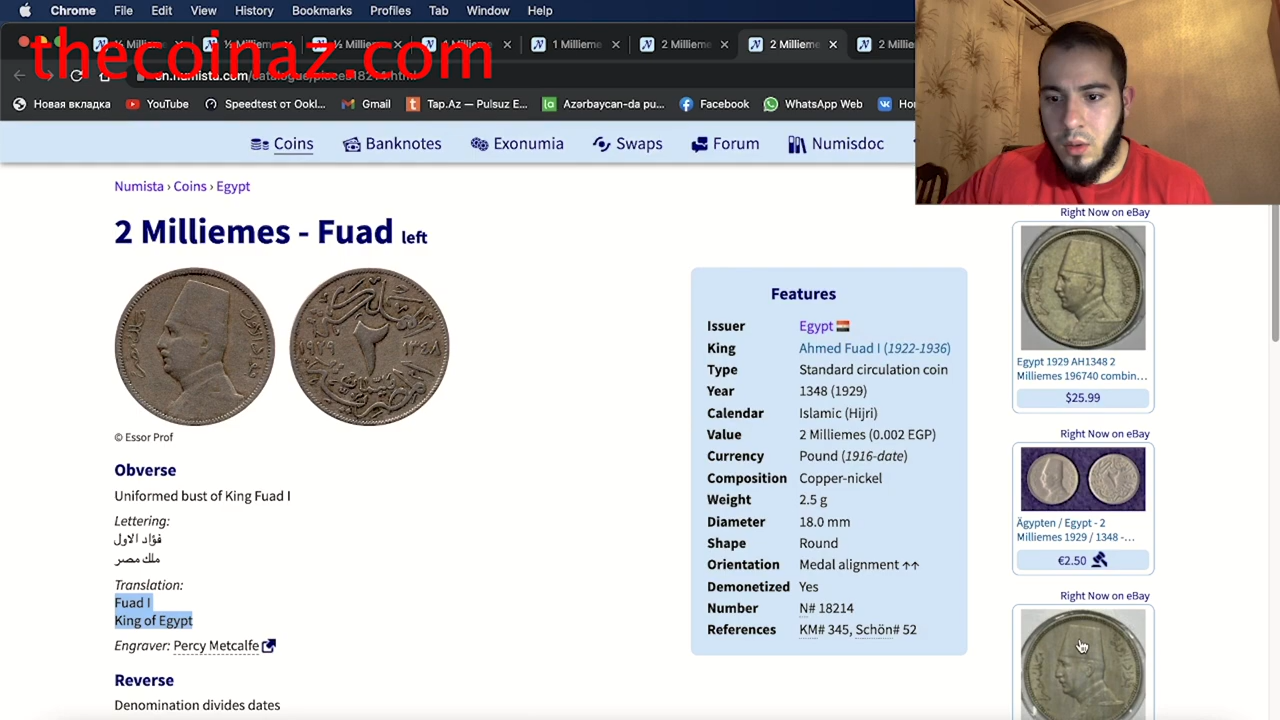 Chrome File Edit View History Bookmarks Profiles Tab Window Help
thecoinaz.com
1 Millieme 2 Millieme 2 Milliem 2 Millie
Новая вкладка YouTube Speedtest от Ookl... Gmail Tap.Az — Pulsuz E... Azərbaycan-da pu... Facebook WhatsApp Web
Coins Banknotes Exonumia Swaps Forum Numisdoc
Numista › Coins › Egypt
2 Milliemes - Fuad left
© Essor Prof
Obverse
Uniformed bust of King Fuad I
Lettering:
فؤاد الاول
ملك مصر
Translation:
Fuad I
King of Egypt
Engraver: Percy Metcalfe
Reverse
Denomination divides dates
Features
Issuer Egypt
King Ahmed Fuad I (1922-1936)
Type Standard circulation coin
Year 1348 (1929)
Calendar Islamic (Hijri)
Value 2 Milliemes (0.002 EGP)
Currency Pound (1916-date)
Composition Copper-nickel
Weight 2.5 g
Diameter 18.0 mm
Shape Round
Orientation Medal alignment ↑↑
Demonetized Yes
Number N# 18214
References KM# 345, Schön# 52
Right Now on eBay
Egypt 1929 AH1348 2
Milliemes 196740 combin...
$25.99
Right Now on eBay
Ägypten / Egypt - 2
Milliemes 1929 / 1348 -...
€2.50
Right Now on eBay